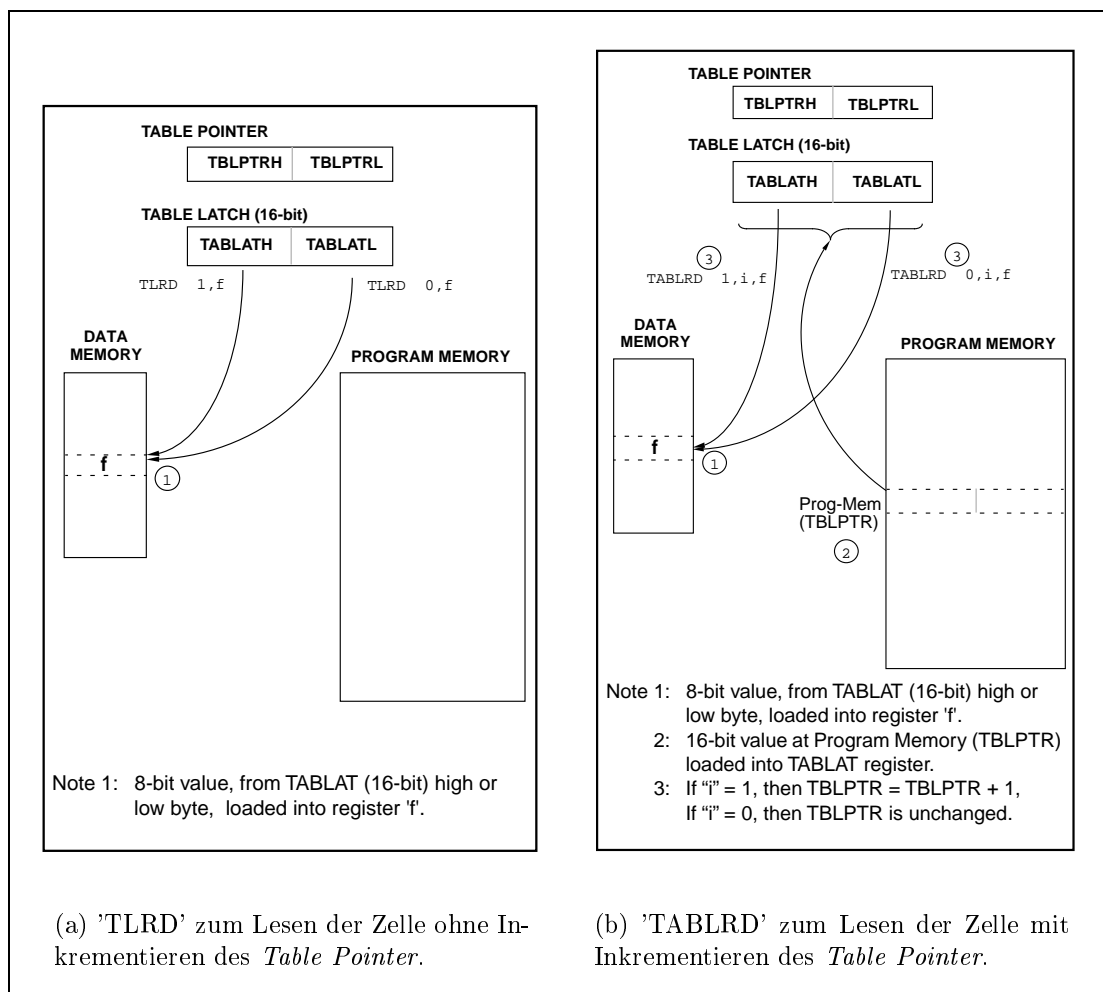 TABLE POINTER
TBLPTRH TBLPTRL
TABLE LATCH (16-bit)
TABLATH TABLATL
TLRD 1,f TLRD 0,f
DATA
MEMORY
PROGRAM MEMORY
f
1
Note 1: 8-bit value, from TABLAT (16-bit) high or
low byte, loaded into register 'f'.
(a) 'TLRD' zum Lesen der Zelle ohne In-
krementieren des Table Pointer.
TABLE POINTER
TBLPTRH TBLPTRL
TABLE LATCH (16-bit)
TABLATH TABLATL
3 3
TABLRD 1,i,f TABLRD 0,i,f
DATA
MEMORY
PROGRAM MEMORY
f
1
Prog-Mem
(TBLPTR)
2
Note 1: 8-bit value, from TABLAT (16-bit) high or
low byte, loaded into register 'f'.
2: 16-bit value at Program Memory (TBLPTR)
loaded into TABLAT register.
3: If “i” = 1, then TBLPTR = TBLPTR + 1,
If “i” = 0, then TBLPTR is unchanged.
(b) 'TABLRD' zum Lesen der Zelle mit
Inkrementieren des Table Pointer.